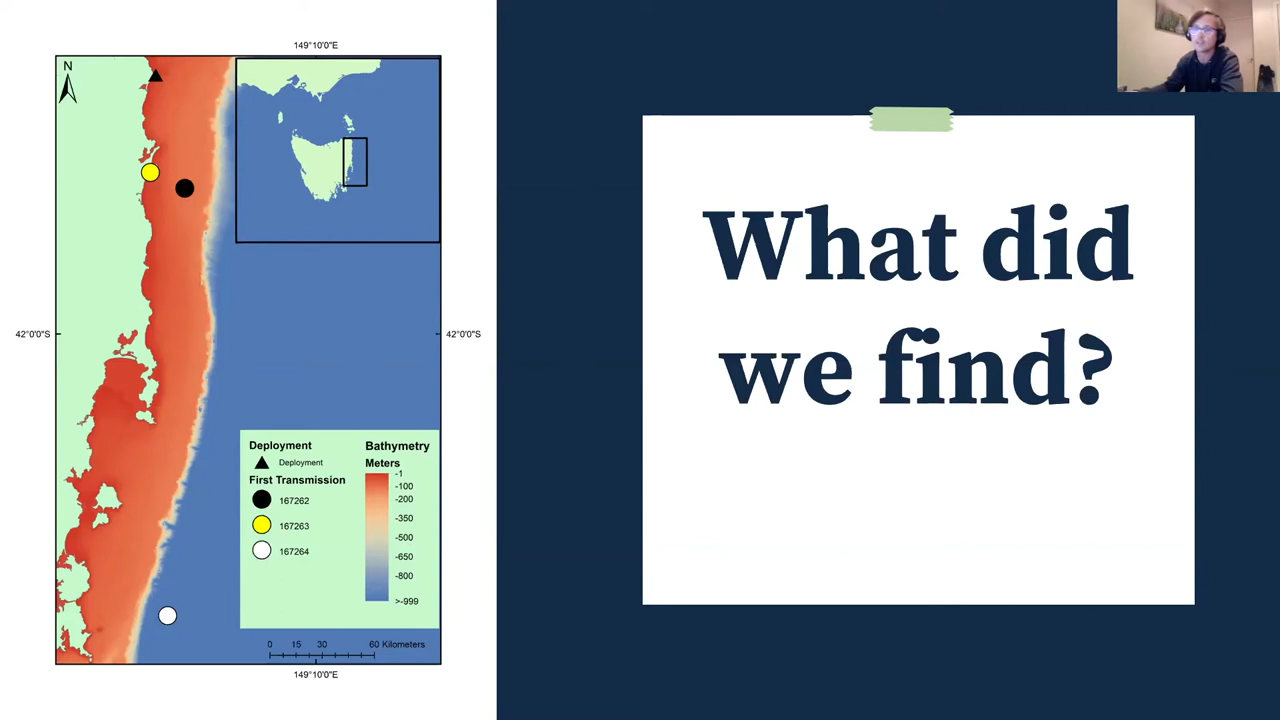 149°10'0"E
N
42°0'0"S
42°0'0"S
Deployment
Deployment
First Transmission
167262
167263
167264
Bathymetry
Meters
-1
-100
-200
-350
-500
-650
-800
>-999
0 15 30 60 Kilometers
149°10'0"E
What did
we find?